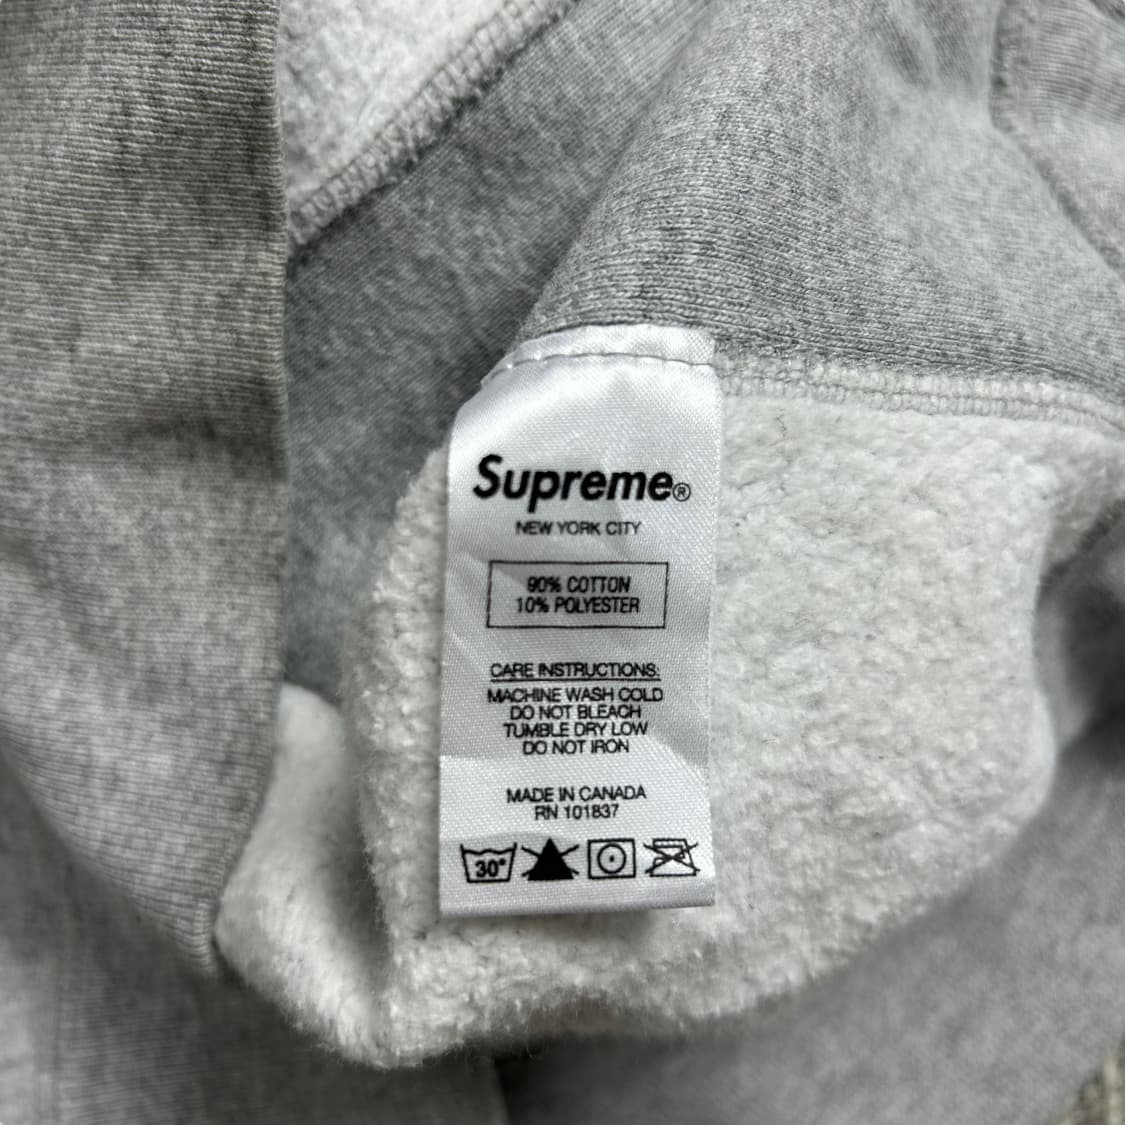 Supreme®
NEW YORK CITY
90% COTTON
10% POLYESTER
CARE INSTRUCTIONS:
MACHINE WASH COLD
DO NOT BLEACH
TUMBLE DRY LOW
DO NOT IRON
MADE IN CANADA
RN 101837
30°